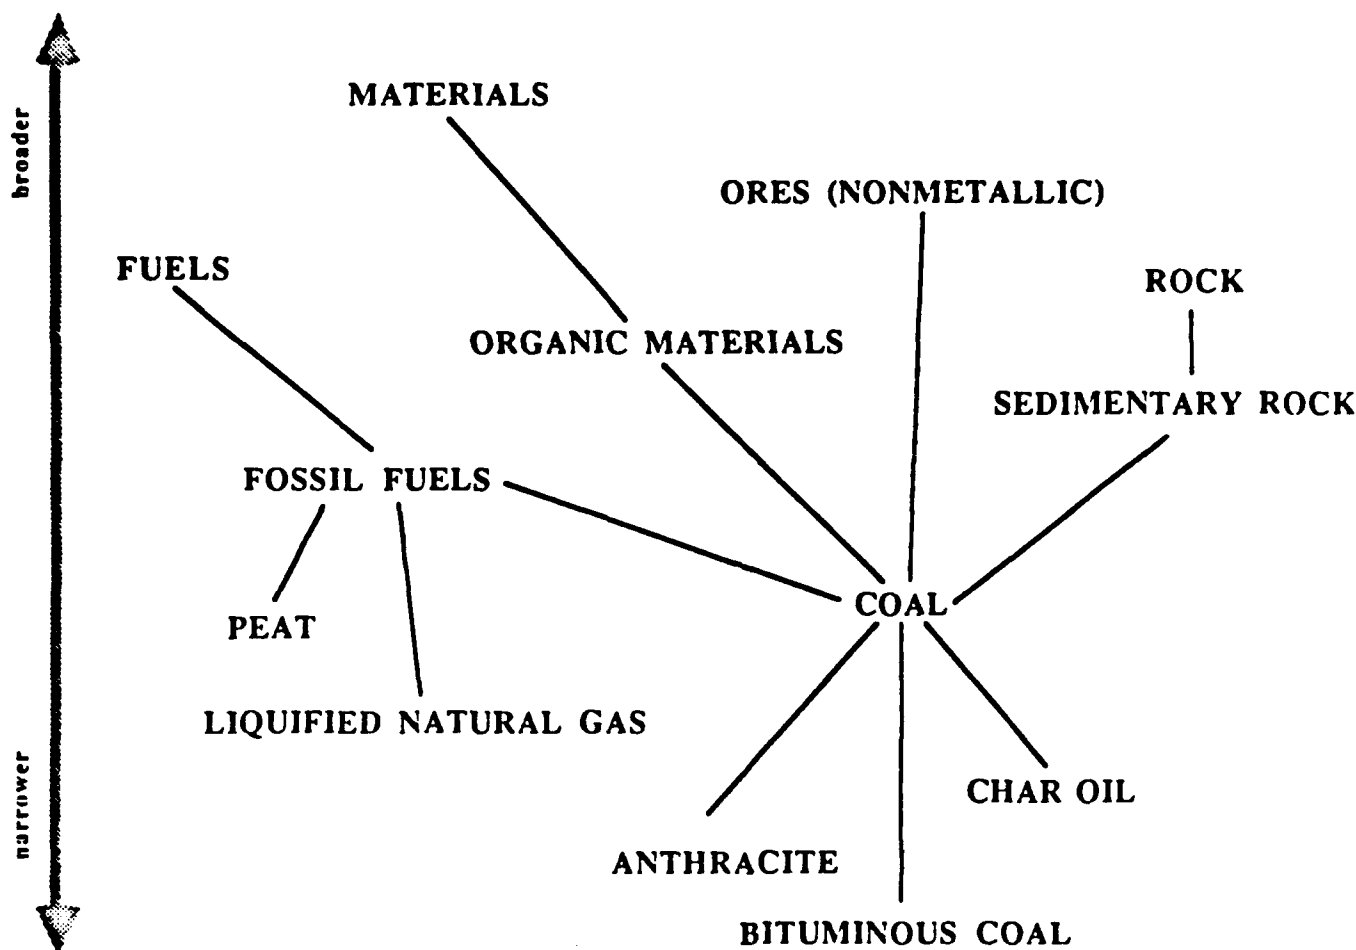 broader
MATERIALS
ORES (NONMETALLIC)
FUELS
ROCK
ORGANIC MATERIALS
SEDIMENTARY ROCK
FOSSIL FUELS
COAL
PEAT
LIQUIFIED NATURAL GAS
narrower
CHAR OIL
ANTHRACITE
BITUMINOUS COAL